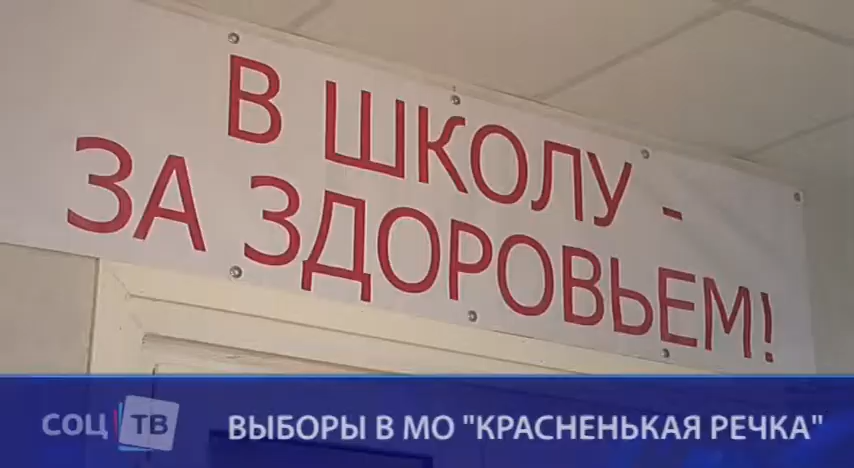 В ШКОЛУ -
ЗА ЗДОРОВЬЕМ!
СОЦ ТВ
ВЫБОРЫ В МО "КРАСНЕНЬКАЯ РЕЧКА"